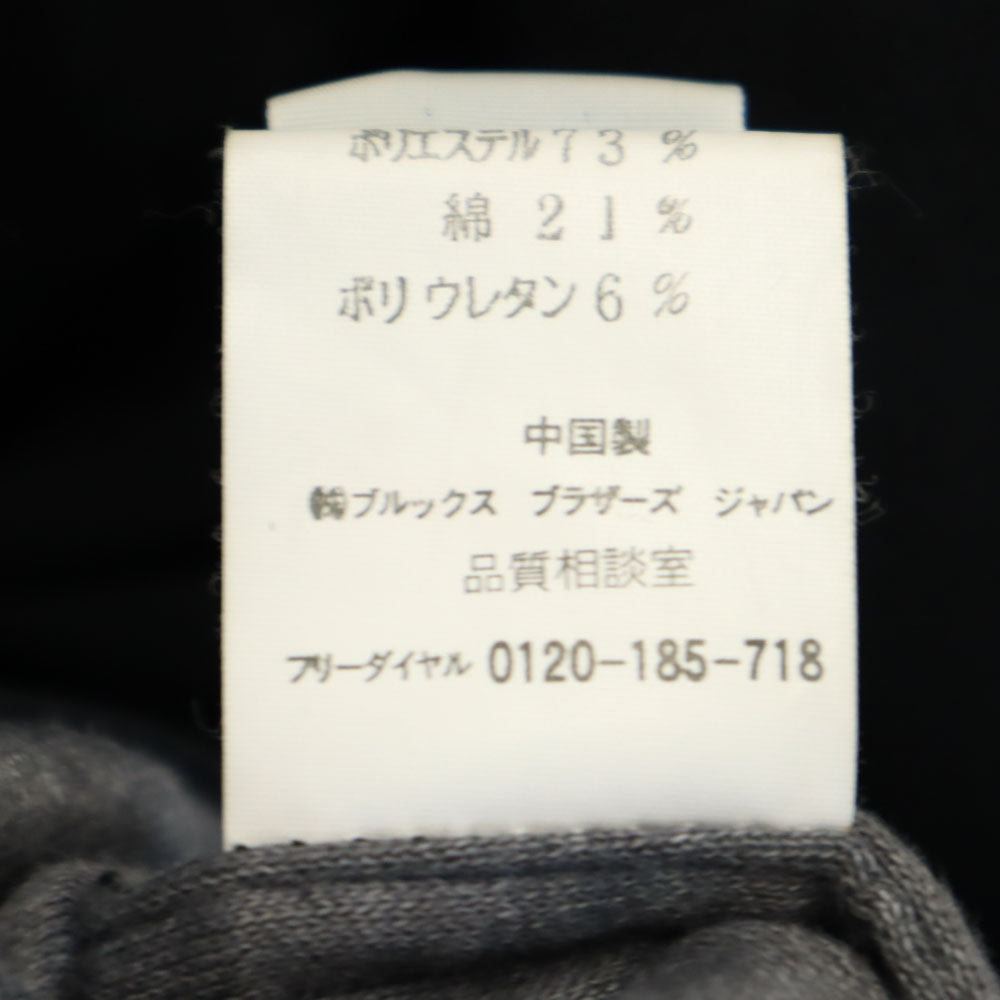 ポリエステル73%
綿 21%
ポリウレタン6%
中国製
㈱ブルックス ブラザーズ ジャパン
品質相談室
フリーダイヤル 0120-185-718